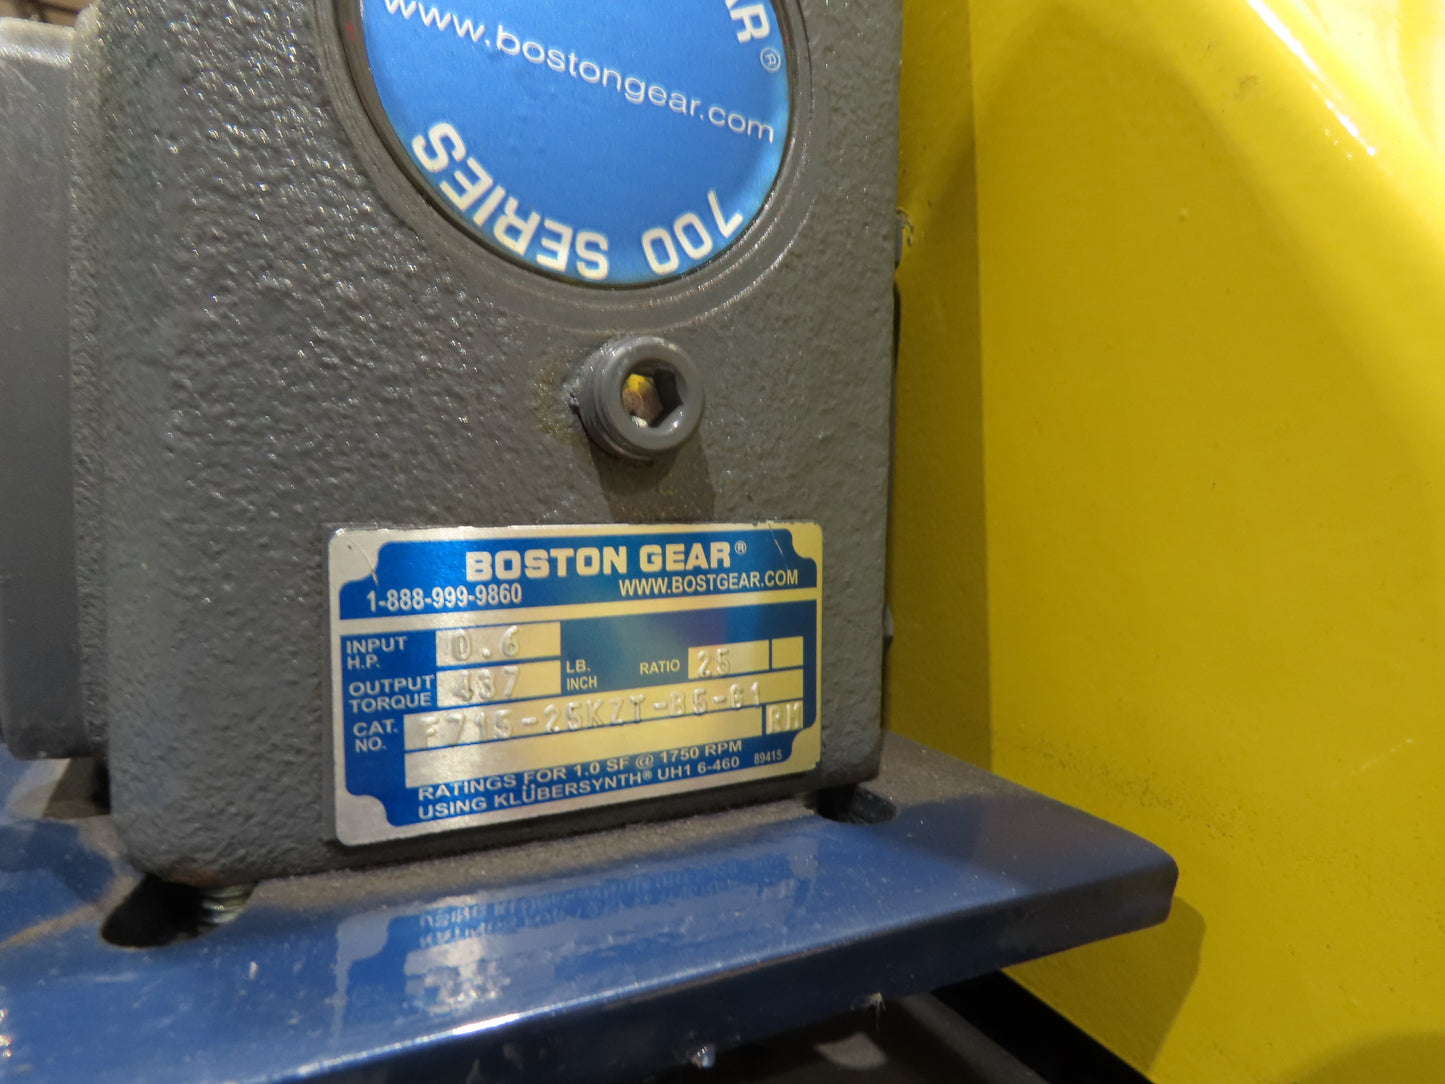 AR®
www.bostongear.com
700 SERIES
BOSTON GEAR®
1-888-999-9860 WWW.BOSTGEAR.COM
INPUT H.P. 0.6
OUTPUT TORQUE 437 LB. INCH RATIO 25
CAT. NO. F715-25KZT-B5-G1
RATINGS FOR 1.0 SF @ 1750 RPM 89415
USING KLÜBERSYNTH® UH1 6-460